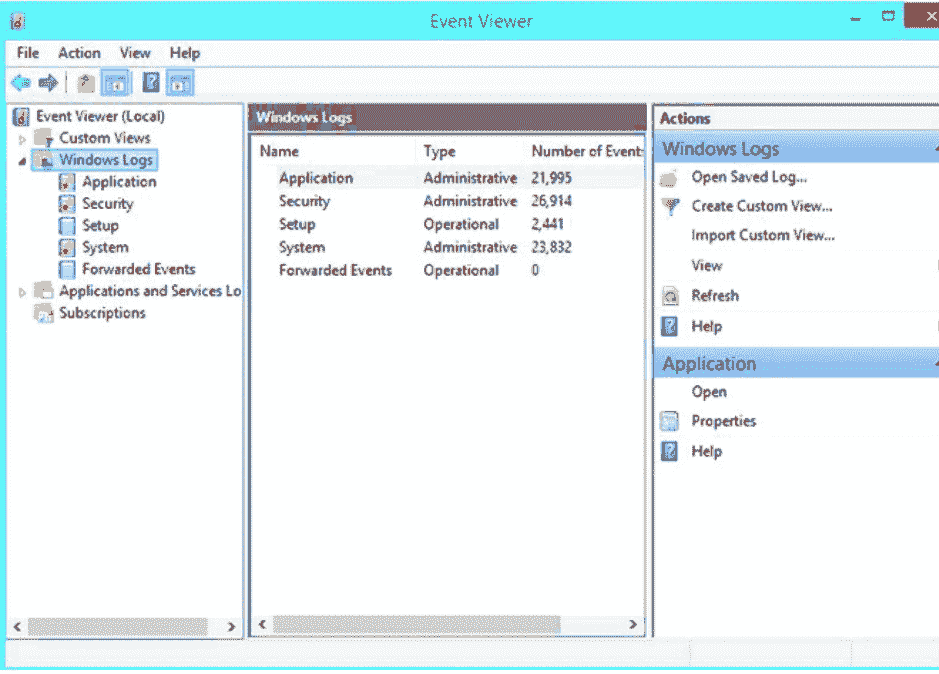 Event Viewer
File Action View Help
Event Viewer (Local)
Custom Views
Windows Logs
Application
Security
Setup
System
Forwarded Events
Applications and Services Lo
Subscriptions
Windows Logs
Name Type Number of Events
Application Administrative 21,995
Security Administrative 26,914
Setup Operational 2,441
System Administrative 23,832
Forwarded Events Operational 0
Actions
Windows Logs
Open Saved Log...
Create Custom View...
Import Custom View...
View
Refresh
Help
Application
Open
Properties
Help